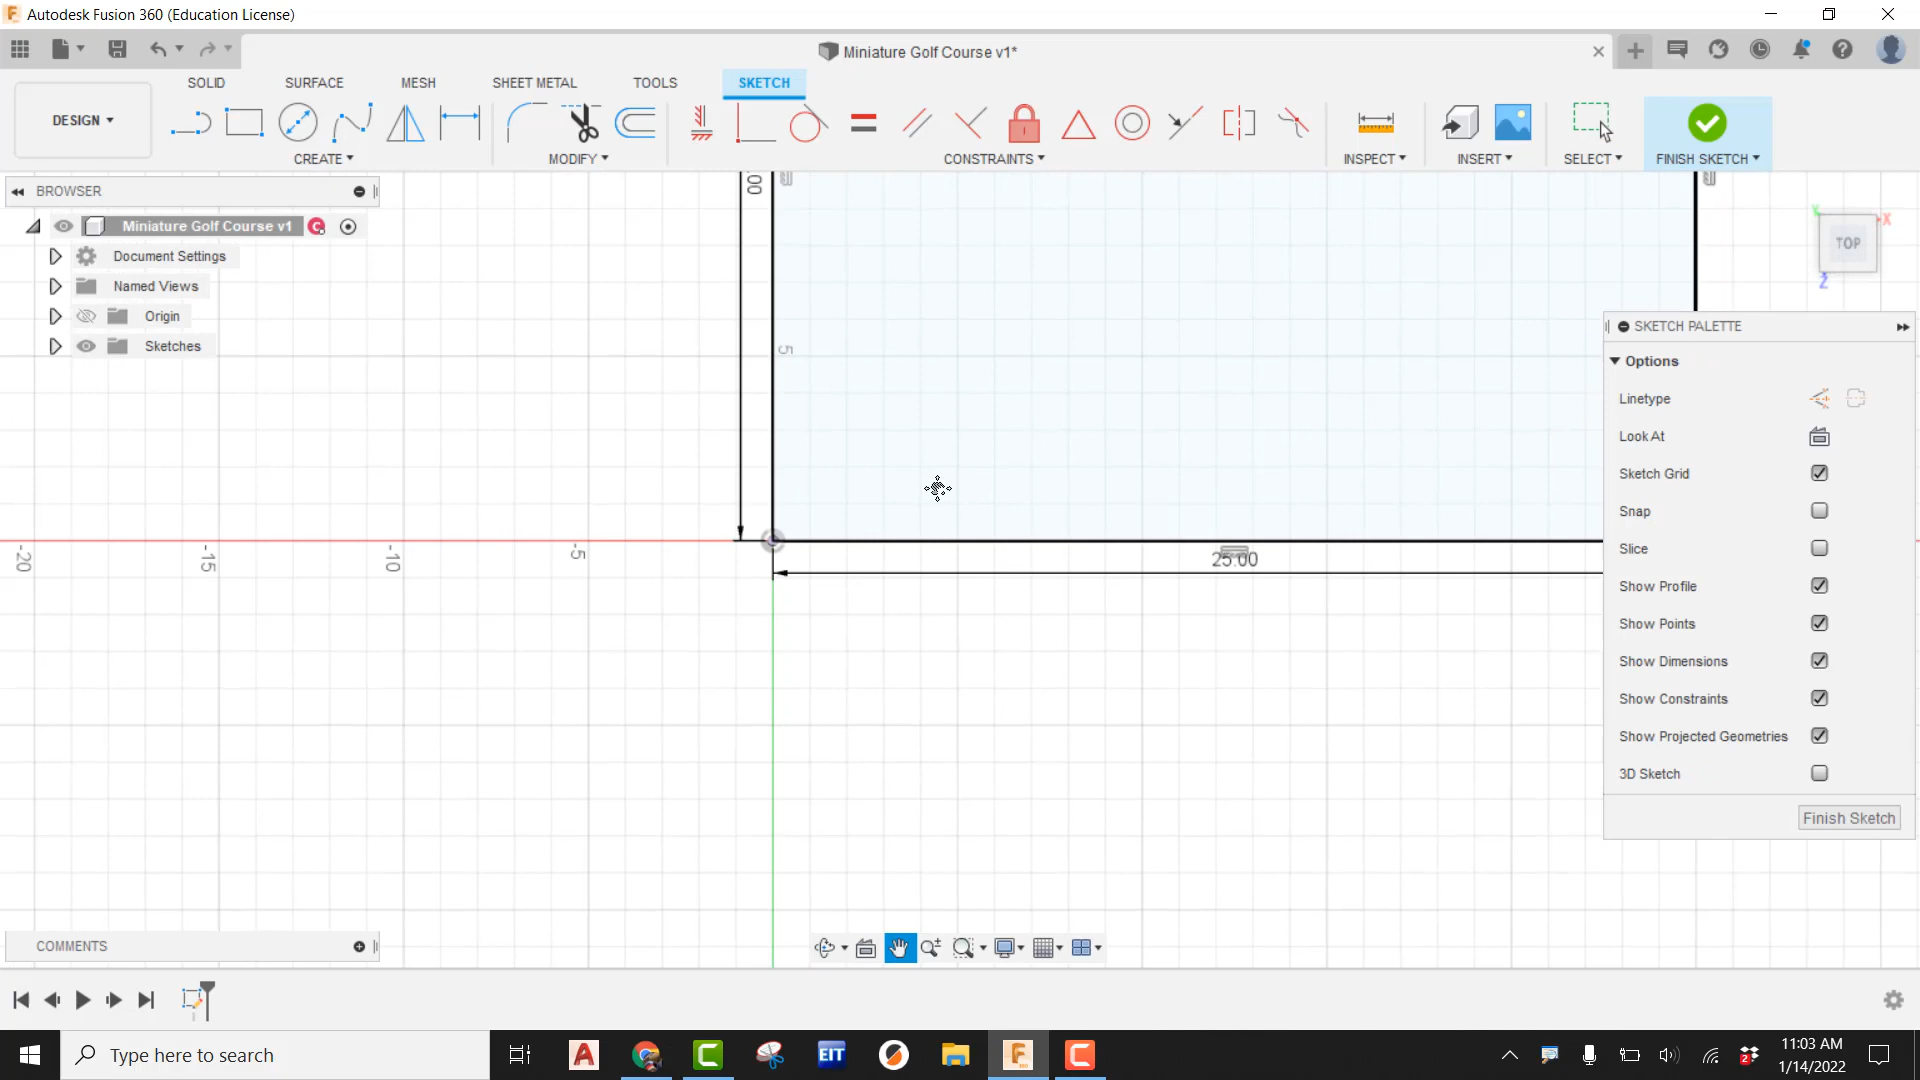 Autodesk Fusion 360 (Education License)
Miniature Golf Course v1*
SOLID
SURFACE
MESH
SHEET METAL
TOOLS
SKETCH
DESIGN
CREATE
MODIFY
CONSTRAINTS
INSPECT
INSERT
SELECT
FINISH SKETCH
BROWSER
Miniature Golf Course v1
Document Settings
Named Views
Origin
Sketches
.00
5
-20
-15
-10
-5
25.00
TOP
X
Y
Z
SKETCH PALETTE
Options
Linetype
Look At
Sketch Grid
Snap
Slice
Show Profile
Show Points
Show Dimensions
Show Constraints
Show Projected Geometries
3D Sketch
Finish Sketch
COMMENTS
Type here to search
EIT
11:03 AM
1/14/2022